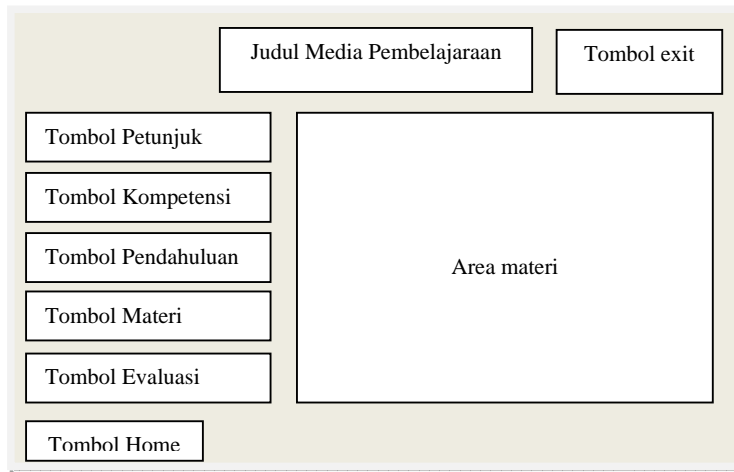 Judul Media Pembelajaraan
Tombol exit
Tombol Petunjuk
Tombol Kompetensi
Tombol Pendahuluan
Area materi
Tombol Materi
Tombol Evaluasi
Tombol Home